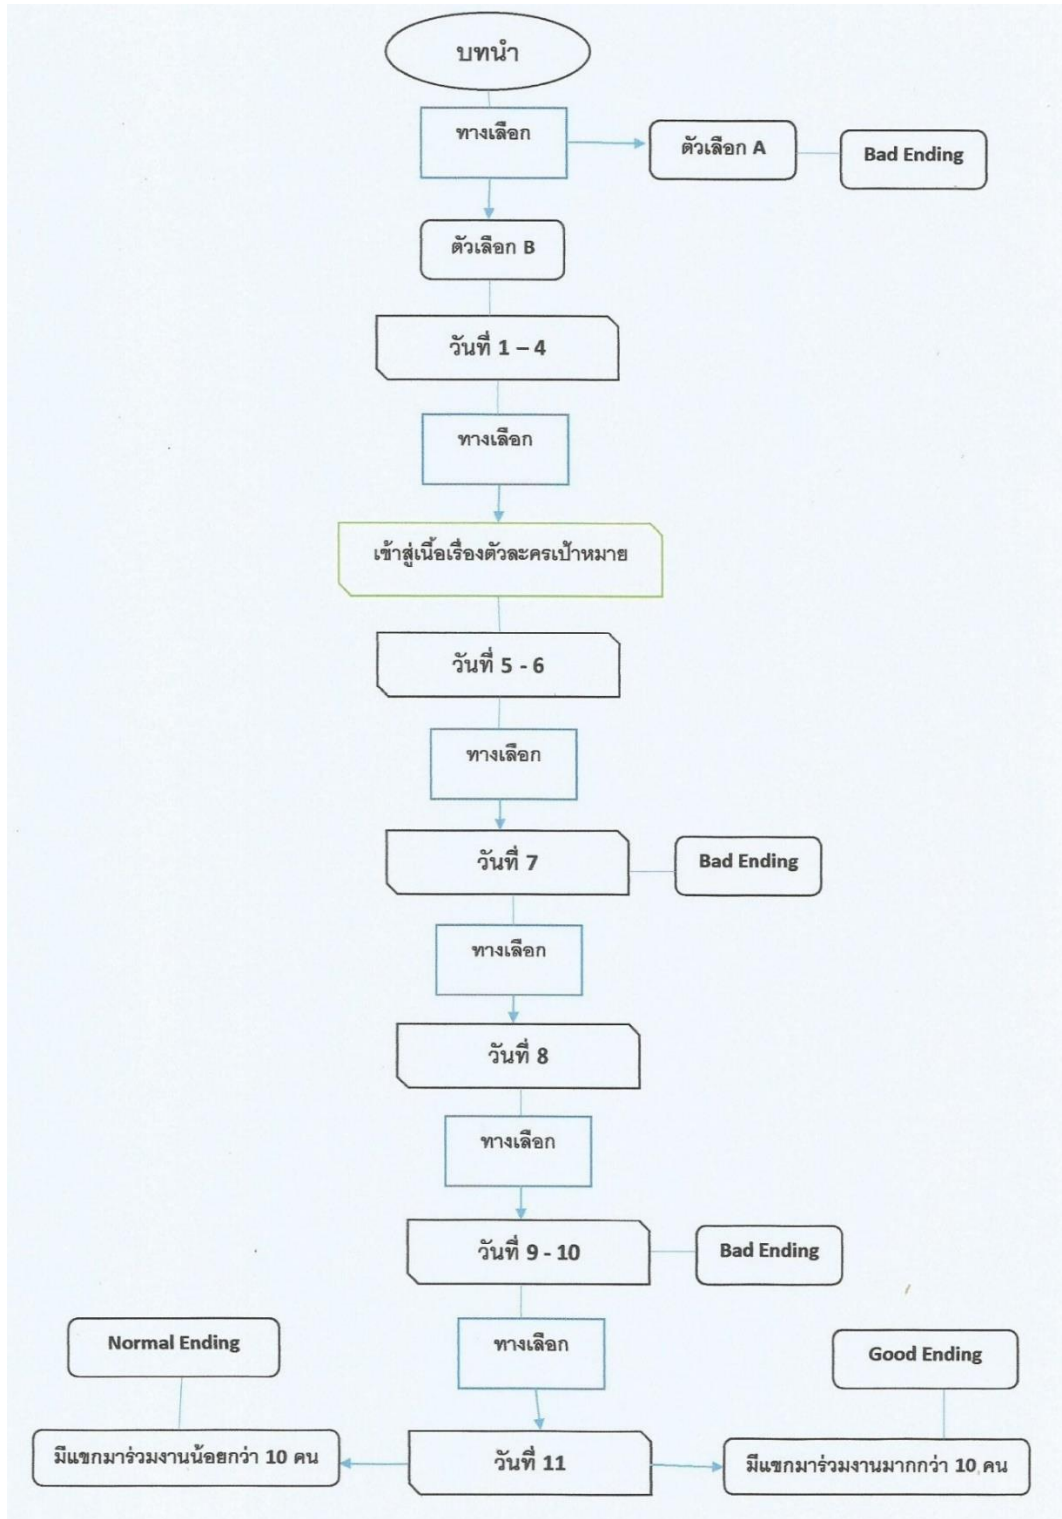 บทนำ
ทางเลือก
ตัวเลือก A
Bad Ending
ตัวเลือก B
วันที่ 1 – 4
ทางเลือก
เข้าสู่เนื้อเรื่องตัวละครเป้าหมาย
วันที่ 5 - 6
ทางเลือก
วันที่ 7
Bad Ending
ทางเลือก
วันที่ 8
ทางเลือก
วันที่ 9 - 10
Bad Ending
ทางเลือก
Normal Ending
Good Ending
มีแขกมาร่วมงานน้อยกว่า 10 คน
วันที่ 11
มีแขกมาร่วมงานมากกว่า 10 คน